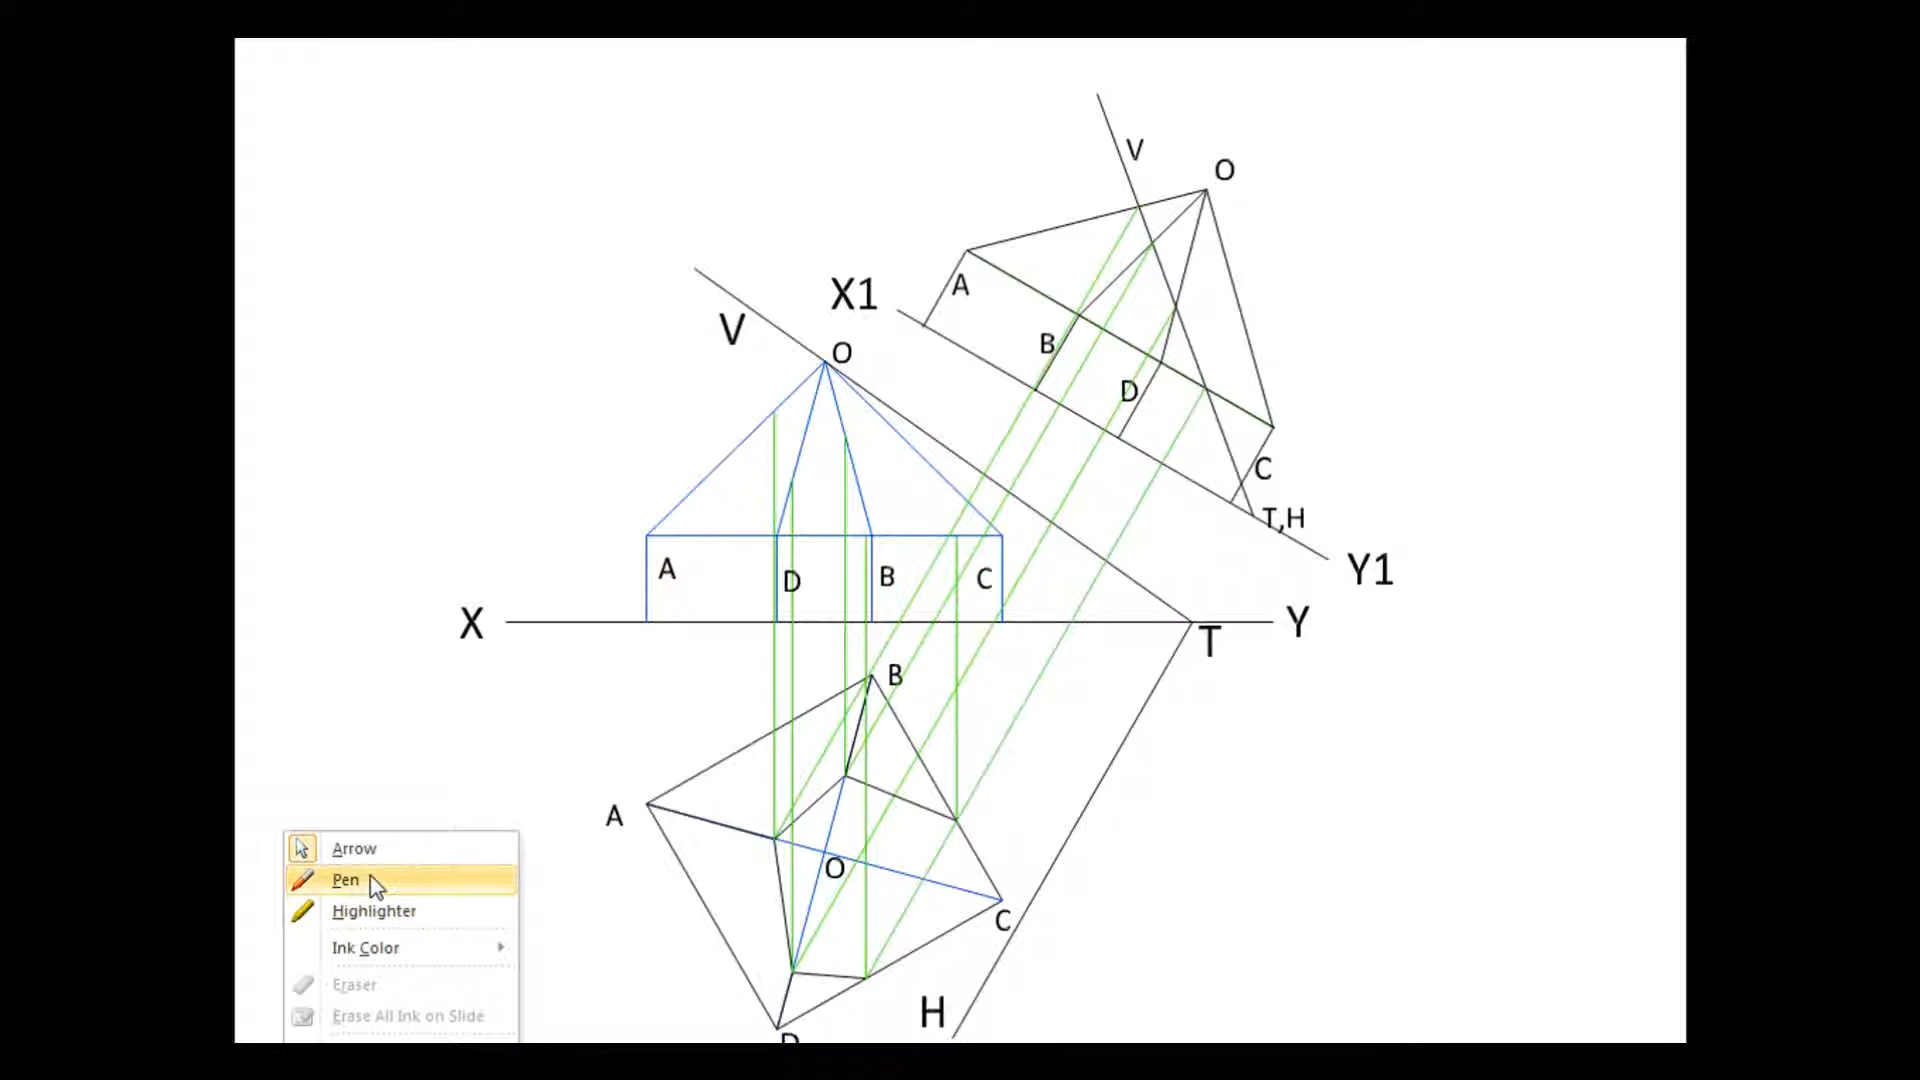 V
O
X1
A
V
B
O
D
C
T,H
Y1
A
D
B
C
X
Y
T
B
A
O
C
H
D
Arrow
Pen
Highlighter
Ink Color
Eraser
Erase All Ink on Slide